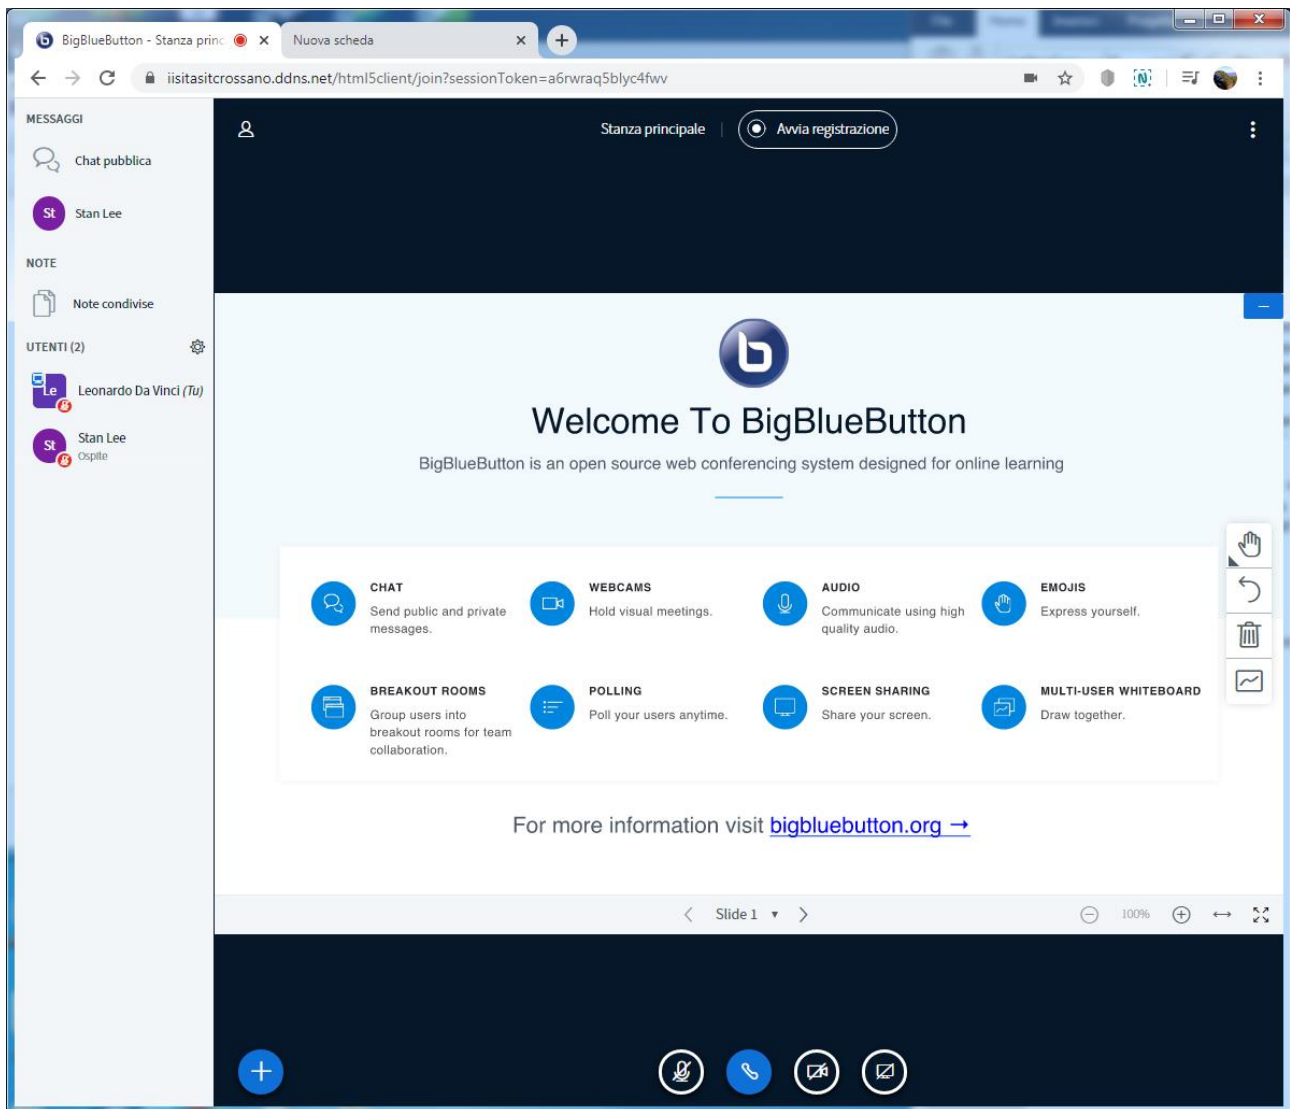 BigBlueButton - Stanza princ
Nuova scheda
iisitasitcrossano.ddns.net/html5client/join?sessionToken=a6rwraq5blyc4fwv
MESSAGGI
Chat pubblica
St
Stan Lee
NOTE
Note condivise
UTENTI (2)
Le
Leonardo Da Vinci (Tu)
St
Stan Lee
Ospite
Stanza principale
Avvia registrazione
Welcome To BigBlueButton
BigBlueButton is an open source web conferencing system designed for online learning
CHAT
Send public and private
messages.
WEBCAMS
Hold visual meetings.
AUDIO
Communicate using high
quality audio.
EMOJIS
Express yourself.
BREAKOUT ROOMS
Group users into
breakout rooms for team
collaboration.
POLLING
Poll your users anytime.
SCREEN SHARING
Share your screen.
MULTI-USER WHITEBOARD
Draw together.
For more information visit bigbluebutton.org →
Slide 1
100%